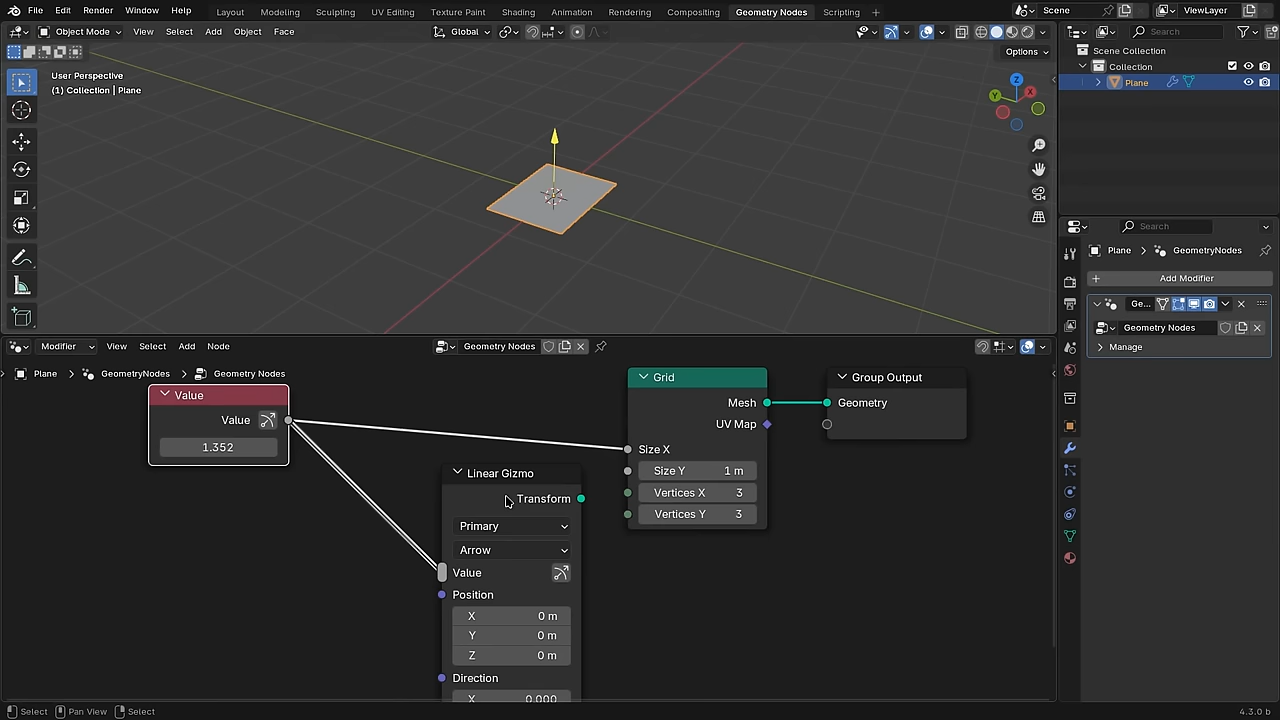 File Edit Render Window Help Layout Modeling Sculpting UV Editing Texture Paint Shading Animation Rendering Compositing Geometry Nodes Scripting Scene ViewLayer
Object Mode View Select Add Object Face Global Search
Options
User Perspective
(1) Collection | Plane
Z
Y
X
Scene Collection
Collection
Plane
Search
Plane GeometryNodes
Add Modifier
Ge...
Geometry Nodes
Manage
Modifier View Select Add Node Geometry Nodes
Plane GeometryNodes Geometry Nodes
Value
Value
1.352
Linear Gizmo
Transform
Primary
Arrow
Value
Position
X 0 m
Y 0 m
Z 0 m
Direction
X 0.000
Grid
Mesh
UV Map
Size X
Size Y 1 m
Vertices X 3
Vertices Y 3
Group Output
Geometry
Select Pan View Select 4.3.0 b